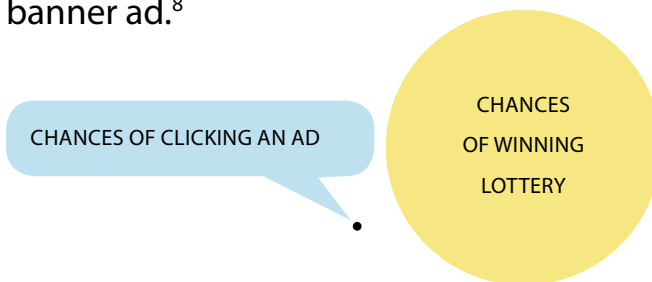 banner ad.⁸
CHANCES OF CLICKING AN AD
CHANCES
OF WINNING
LOTTERY